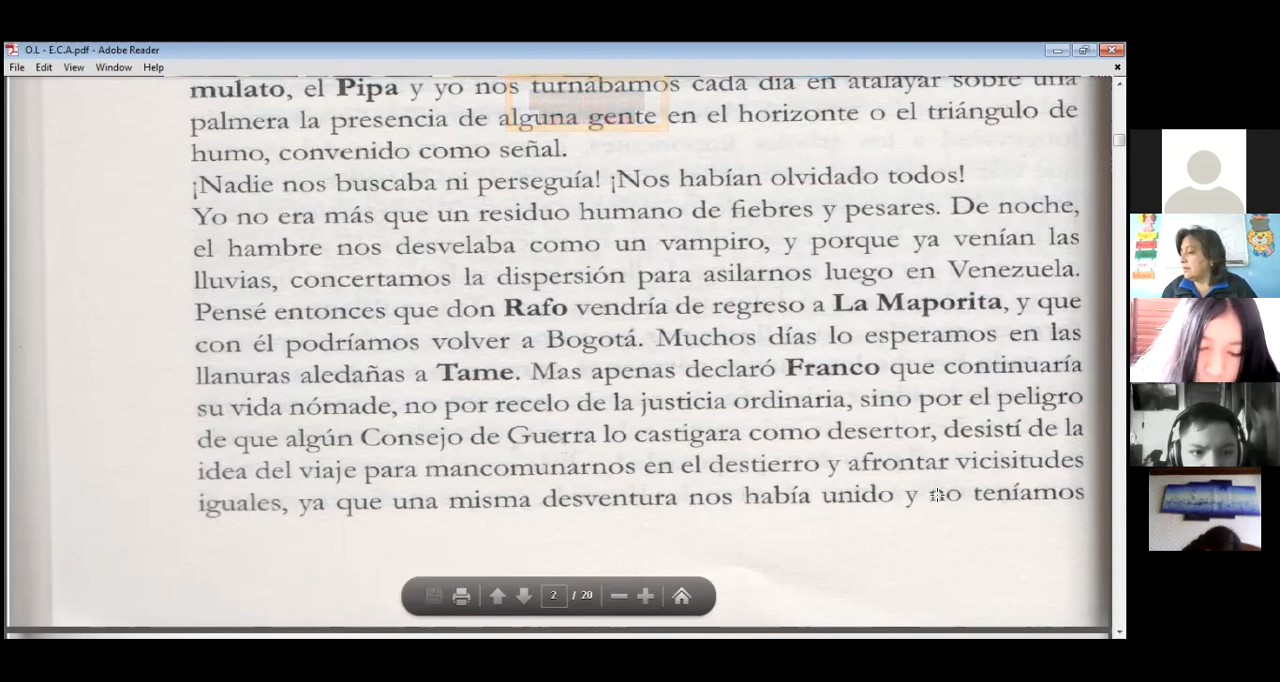 O.L - E.C.A.pdf - Adobe Reader
File Edit View Window Help
mulato, el Pipa y yo nos turnábamos cada día en atalayar sobre una
palmera la presencia de alguna gente en el horizonte o el triángulo de
humo, convenido como señal.
¡Nadie nos buscaba ni perseguía! ¡Nos habían olvidado todos!
Yo no era más que un residuo humano de fiebres y pesares. De noche,
el hambre nos desvelaba como un vampiro, y porque ya venían las
lluvias, concertamos la dispersión para asilarnos luego en Venezuela.
Pensé entonces que don Rafo vendría de regreso a La Maporita, y que
con él podríamos volver a Bogotá. Muchos días lo esperamos en las
llanuras aledañas a Tame. Mas apenas declaró Franco que continuaría
su vida nómade, no por recelo de la justicia ordinaria, sino por el peligro
de que algún Consejo de Guerra lo castigara como desertor, desistí de la
idea del viaje para mancomunarnos en el destierro y afrontar vicisitudes
iguales, ya que una misma desventura nos había unido y no teníamos
2 / 20